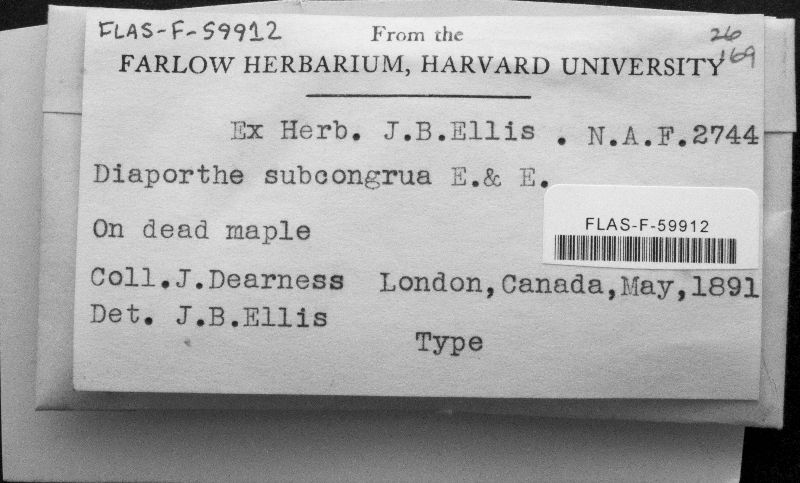 FLAS-F-59912
From the
26
169
FARLOW HERBARIUM, HARVARD UNIVERSITY
Ex Herb. J.B.Ellis . N.A.F.2744
Diaporthe subcongrua E.& E.
FLAS-F-59912
On dead maple
Coll.J.Dearness London,Canada,May,1891
Det. J.B.Ellis
Type